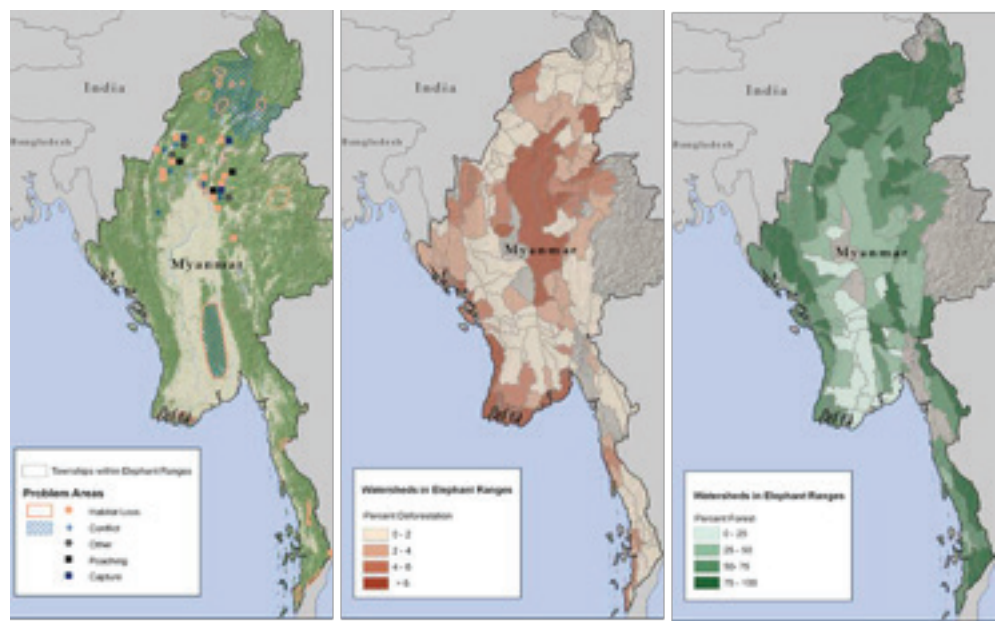 India
Bangladesh
Myanmar
Townships within Elephant Ranges
Problem Areas
Habitat Loss
Conflict
Other
Poaching
Capture
India
Bangladesh
Myanmar
Watersheds in Elephant Ranges
Percent Deforestation
0 - 2
2 - 4
4 - 6
> 6
India
Bangladesh
Myanmar
Watersheds in Elephant Ranges
Percent Forest
0 - 25
25 - 50
50 - 75
75 - 100